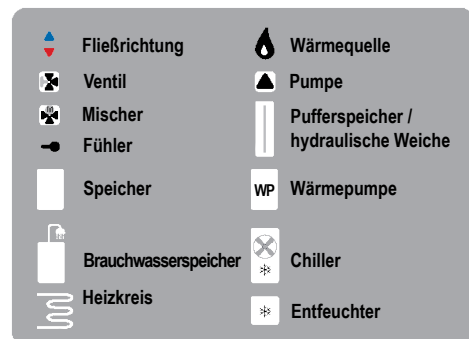 Fließrichtung
Ventil
Mischer
Fühler
Speicher
Brauchwasserspeicher
Heizkreis
Wärmequelle
Pumpe
Pufferspeicher /
hydraulische Weiche
WP Wärmepumpe
Chiller
Entfeuchter